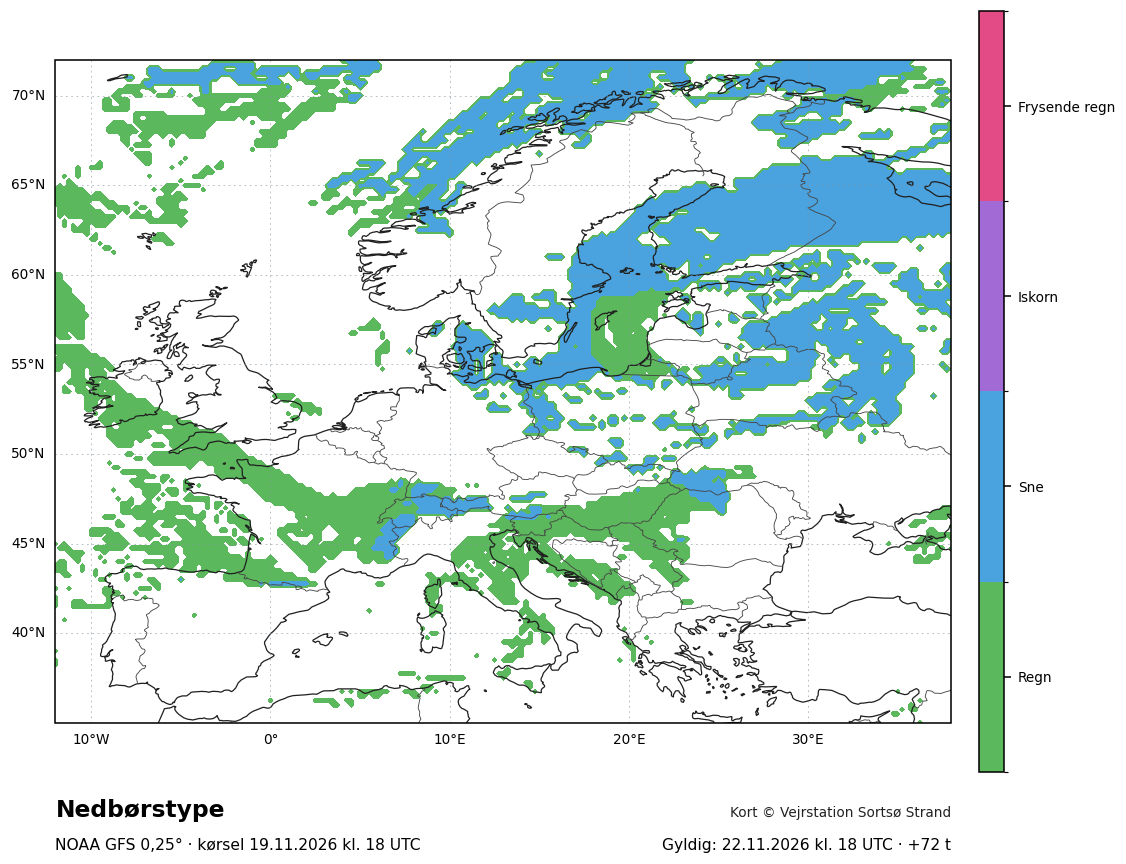 Frysende regn
Iskorn
Sne
Regn
70°N
65°N
60°N
55°N
50°N
45°N
40°N
10°W
0°
10°E
20°E
30°E
Nedbørstype
Kort © Vejrstation Sortsø Strand
NOAA GFS 0,25° · kørsel 19.11.2026 kl. 18 UTC
Gyldig: 22.11.2026 kl. 18 UTC · +72 t